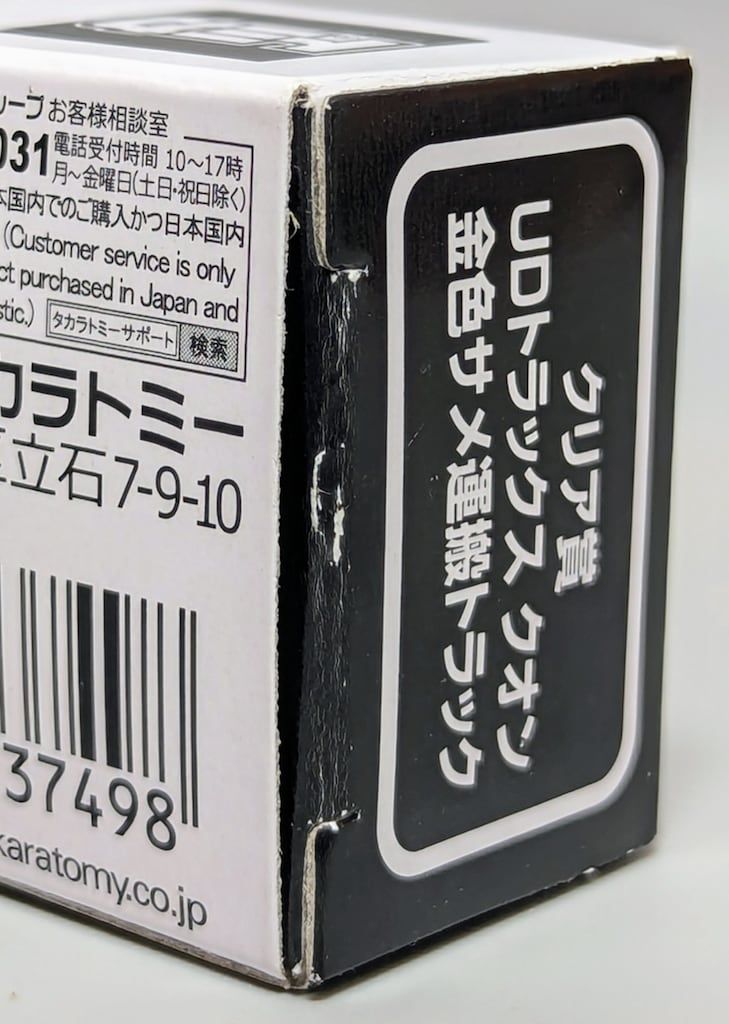 ープお客様相談室
031 電話受付時間 10〜17時
月〜金曜日(土日・祝日除く)
本国内でのご購入かつ日本国内
(Customer service is only
ct purchased in Japan and
stic.) タカラトミーサポート 検索
カラトミー
立石7-9-10
37498
karatomy.co.jp
クリア賞
UDトラックス クオン
金色サメ運搬トラック